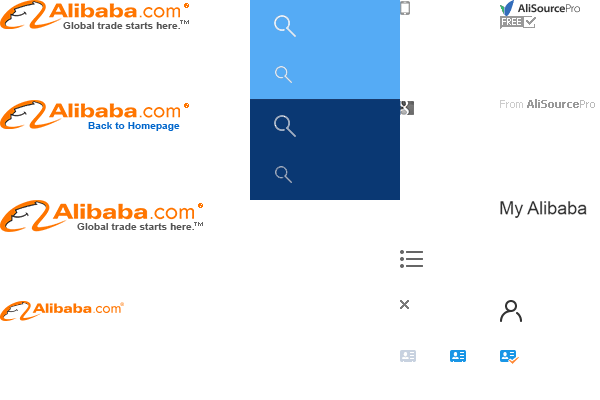 Alibaba.com®
Global trade starts here.™
AliSourcePro
FREE
Alibaba.com®
Back to Homepage
From AliSourcePro
Alibaba.com®
Global trade starts here.™
My Alibaba
Alibaba.com®